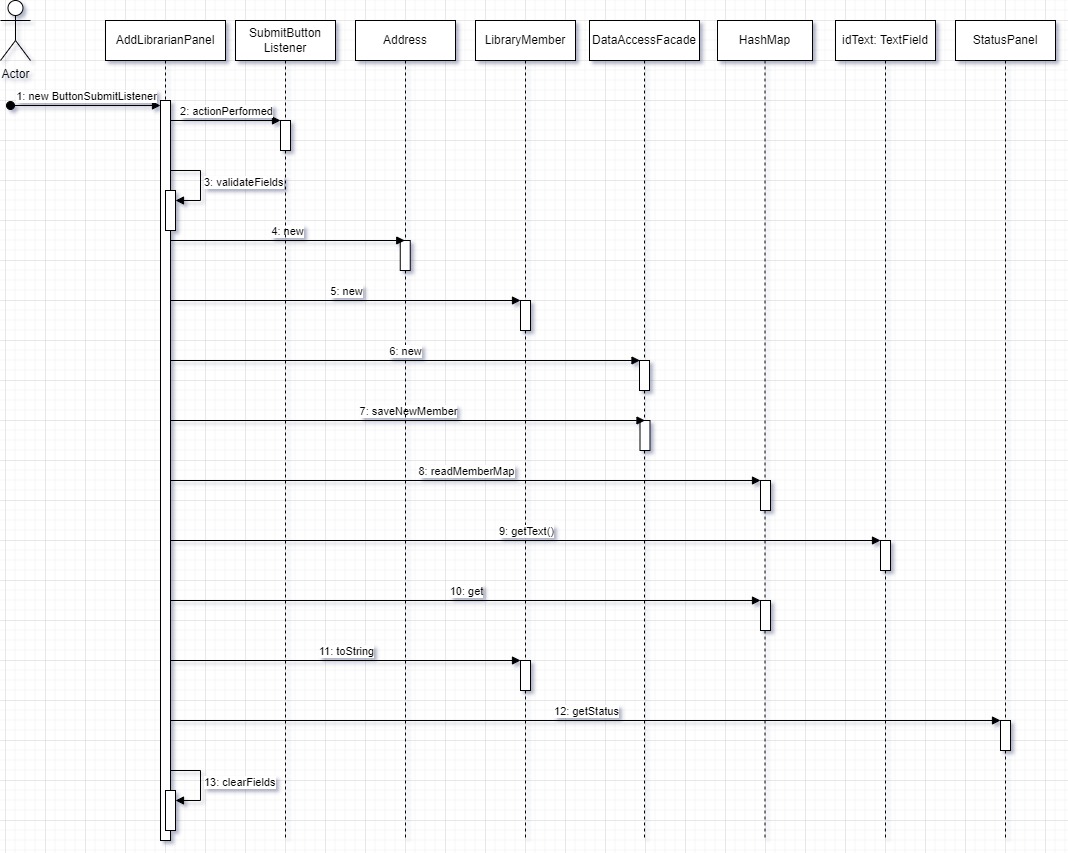 Actor
AddLibrarianPanel
SubmitButton
Listener
Address
LibraryMember
DataAccessFacade
HashMap
idText: TextField
StatusPanel
1: new ButtonSubmitListener
2: actionPerformed
3: validateFields
4: new
5: new
6: new
7: saveNewMember
8: readMemberMap
9: getText()
10: get
11: toString
12: getStatus
13: clearFields